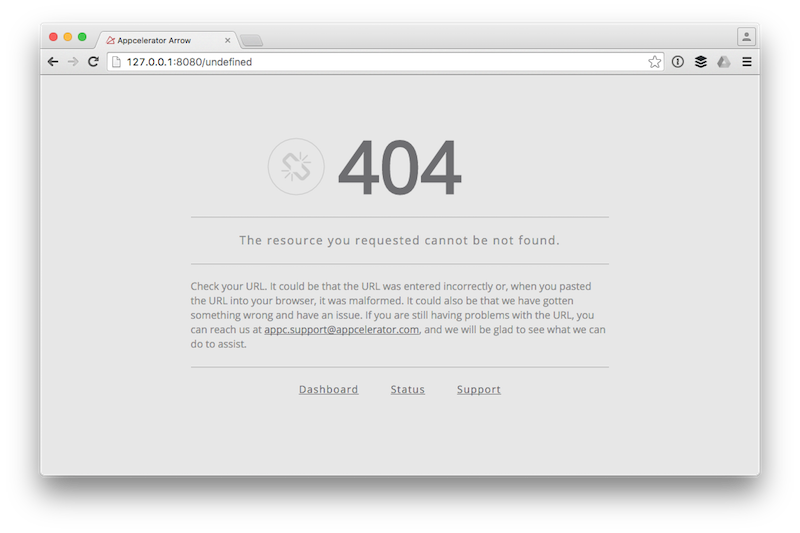 Appcelerator Arrow
127.0.0.1:8080/undefined
404
The resource you requested cannot be not found.
Check your URL. It could be that the URL was entered incorrectly or, when you pasted
the URL into your browser, it was malformed. It could also be that we have gotten
something wrong and have an issue. If you are still having problems with the URL, you
can reach us at appc.support@appcelerator.com, and we will be glad to see what we can
do to assist.
Dashboard Status Support